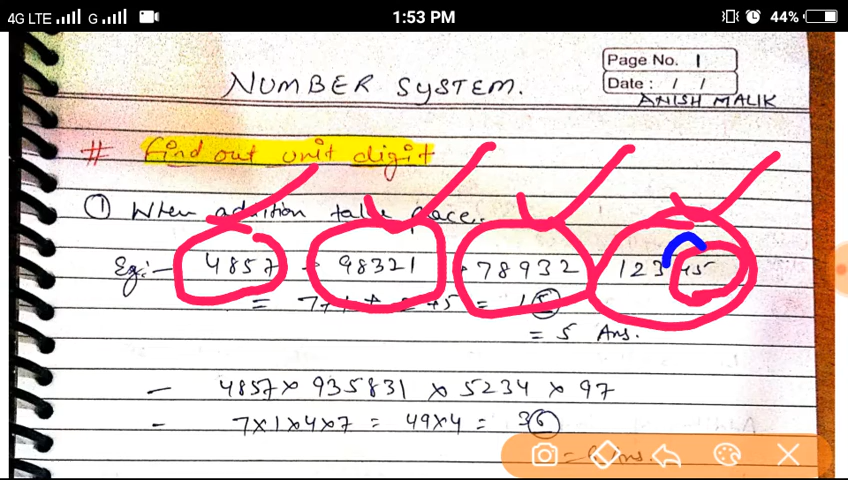 4G LTE G 1:53 PM 44%
Page No. 1
NUMBER SYSTEM.
Date : / /
ANISH MALIK
# Find out unit digit
① When addition take place..
Eg:- 4857 + 98321 + 78932 12345
= 7+1+2+5 = 15
= 5 Ans.
- 4857 × 935831 × 5234 × 97
- 7×1×4×7 = 49×4 = 36
= Ans.